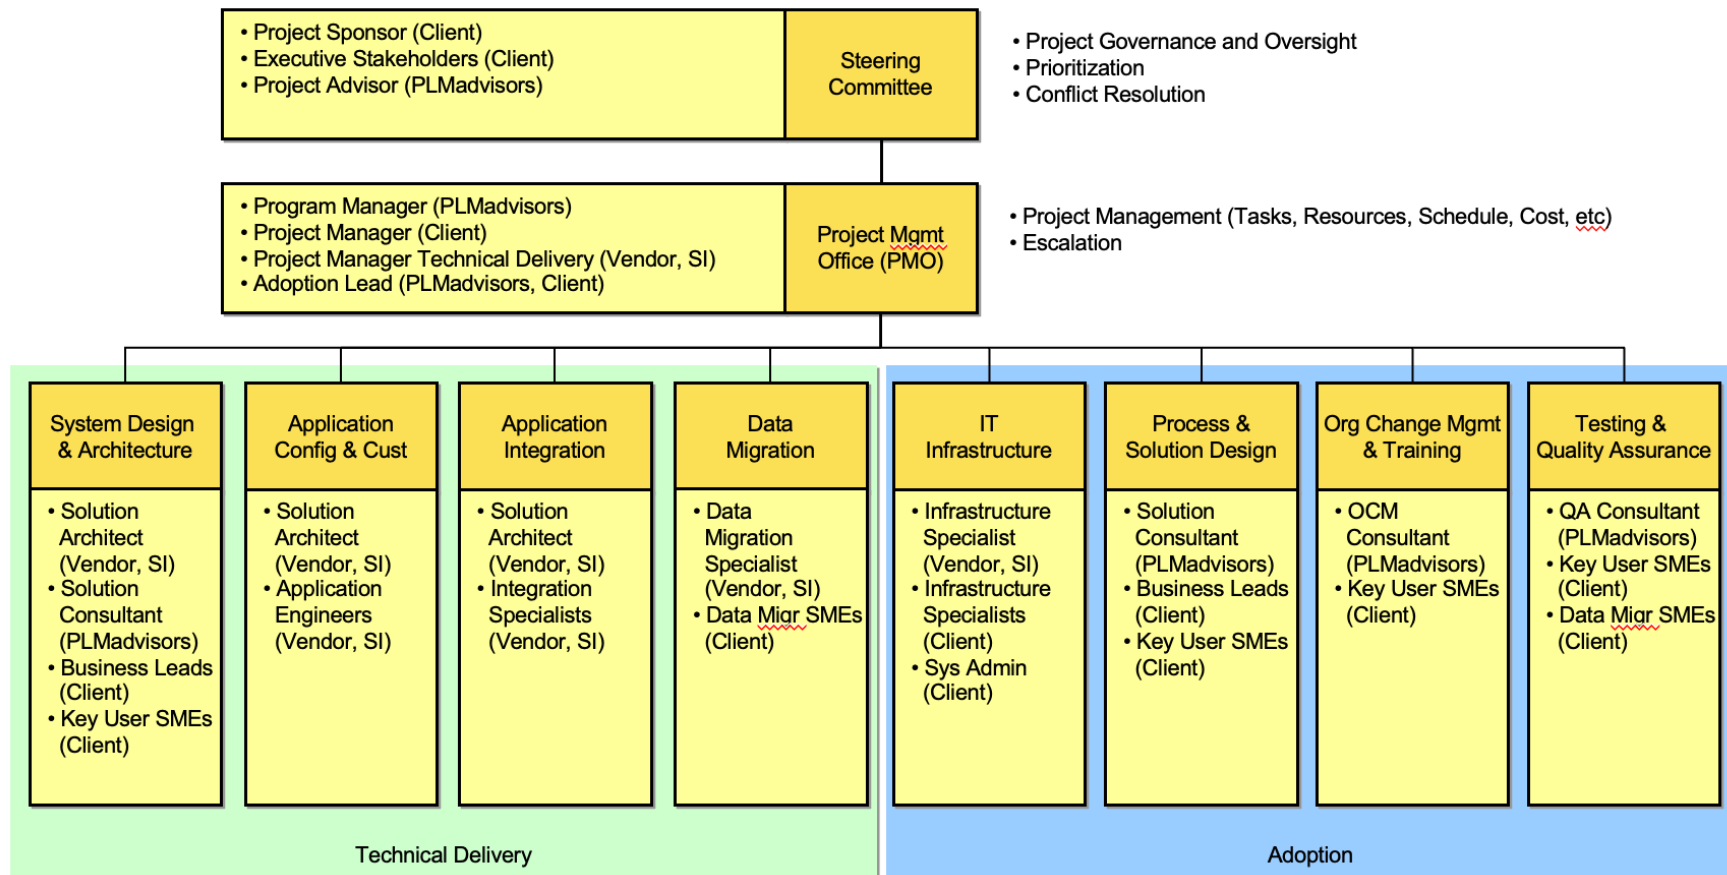 • Project Sponsor (Client)
• Executive Stakeholders (Client)
• Project Advisor (PLMadvisors)
Steering
Committee
• Project Governance and Oversight
• Prioritization
• Conflict Resolution
• Program Manager (PLMadvisors)
• Project Manager (Client)
• Project Manager Technical Delivery (Vendor, SI)
• Adoption Lead (PLMadvisors, Client)
Project Mgmt
Office (PMO)
• Project Management (Tasks, Resources, Schedule, Cost, etc)
• Escalation
System Design
& Architecture
• Solution
Architect
(Vendor, SI)
• Solution
Consultant
(PLMadvisors)
• Business Leads
(Client)
• Key User SMEs
(Client)
Application
Config & Cust
• Solution
Architect
(Vendor, SI)
• Application
Engineers
(Vendor, SI)
Application
Integration
• Solution
Architect
(Vendor, SI)
• Integration
Specialists
(Vendor, SI)
Data
Migration
• Data
Migration
Specialist
(Vendor, SI)
• Data Migr SMEs
(Client)
Technical Delivery
IT
Infrastructure
• Infrastructure
Specialist
(Vendor, SI)
• Infrastructure
Specialists
(Client)
• Sys Admin
(Client)
Process &
Solution Design
• Solution
Consultant
(PLMadvisors)
• Business Leads
(Client)
• Key User SMEs
(Client)
Org Change Mgmt
& Training
• OCM
Consultant
(PLMadvisors)
• Key User SMEs
(Client)
Testing &
Quality Assurance
• QA Consultant
(PLMadvisors)
• Key User SMEs
(Client)
• Data Migr SMEs
(Client)
Adoption